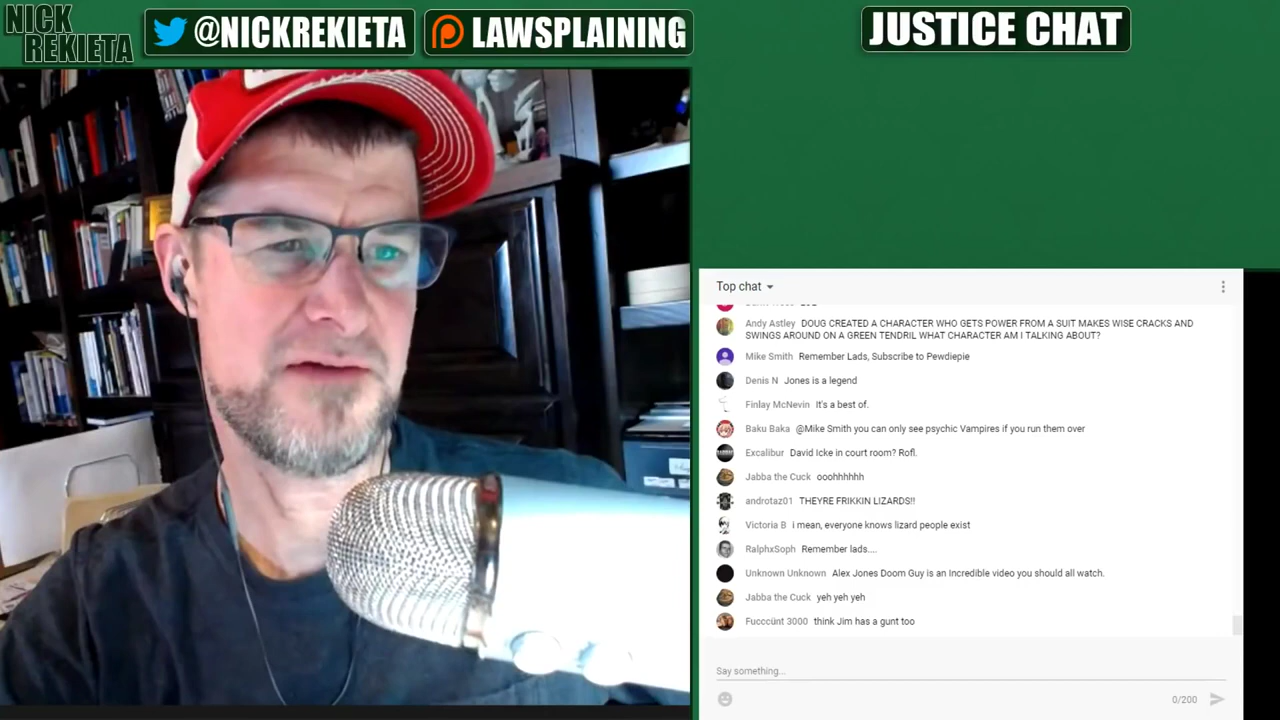 NICK
REKIETA
@NICKREKIETA
LAWSPLAINING
JUSTICE CHAT
Top chat
Andy Astley DOUG CREATED A CHARACTER WHO GETS POWER FROM A SUIT MAKES WISE CRACKS AND
SWINGS AROUND ON A GREEN TENDRIL WHAT CHARACTER AM I TALKING ABOUT?
Mike Smith Remember Lads, Subscribe to Pewdiepie
Denis N Jones is a legend
Finlay McNevin It's a best of.
Baku Baka @Mike Smith you can only see psychic Vampires if you run them over
Excalibur David Icke in court room? Rofl.
Jabba the Cuck ooohhhhhh
androtaz01 THEYRE FRIKKIN LIZARDS!!
Victoria B i mean, everyone knows lizard people exist
RalphxSoph Remember lads....
Unknown Unknown Alex Jones Doom Guy is an Incredible video you should all watch.
Jabba the Cuck yeh yeh yeh
Fucccünt 3000 think Jim has a gunt too
Say something...
0/200